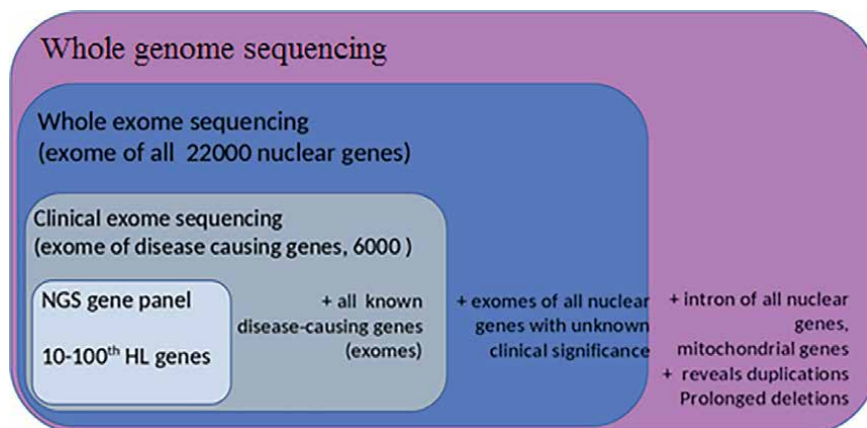 Whole genome sequencing
Whole exome sequencing
(exome of all 22000 nuclear genes)
Clinical exome sequencing
(exome of disease causing genes, 6000 )
NGS gene panel
10-100th HL genes
+ all known
disease-causing genes
(exomes)
+ exomes of all nuclear
genes with unknown
clinical significance
+ intron of all nuclear
genes,
mitochondrial genes
+ reveals duplications
Prolonged deletions